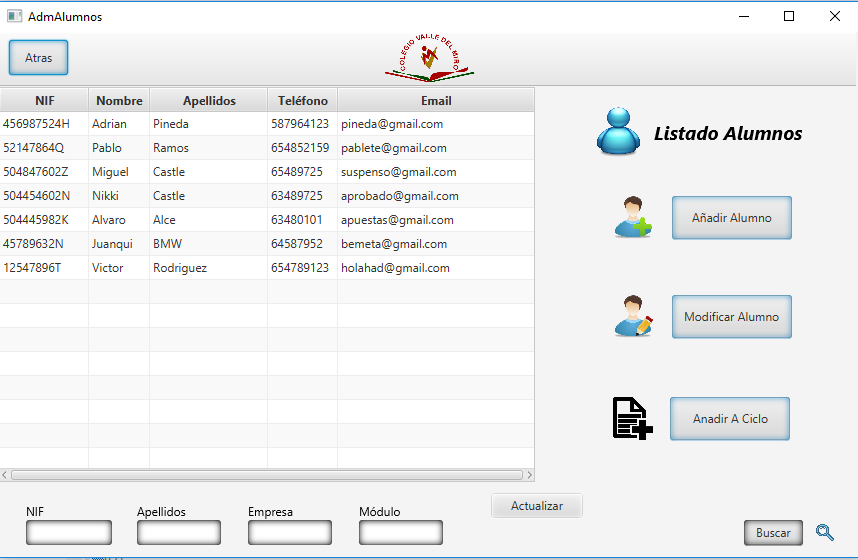 AdmAlumnos
Atras
COLEGIO VALLE DEL MIRO
NIF Nombre Apellidos Teléfono Email
456987524H Adrian Pineda 587964123 pineda@gmail.com
52147864Q Pablo Ramos 654852159 pablete@gmail.com
504847602Z Miguel Castle 65489725 suspenso@gmail.com
504454602N Nikki Castle 63489725 aprobado@gmail.com
504445982K Alvaro Alce 63480101 apuestas@gmail.com
45789632N Juanqui BMW 64587952 bemeta@gmail.com
12547896T Victor Rodriguez 654789123 holahad@gmail.com
Listado Alumnos
Añadir Alumno
Modificar Alumno
Anadir A Ciclo
NIF Apellidos Empresa Módulo
Actualizar
Buscar